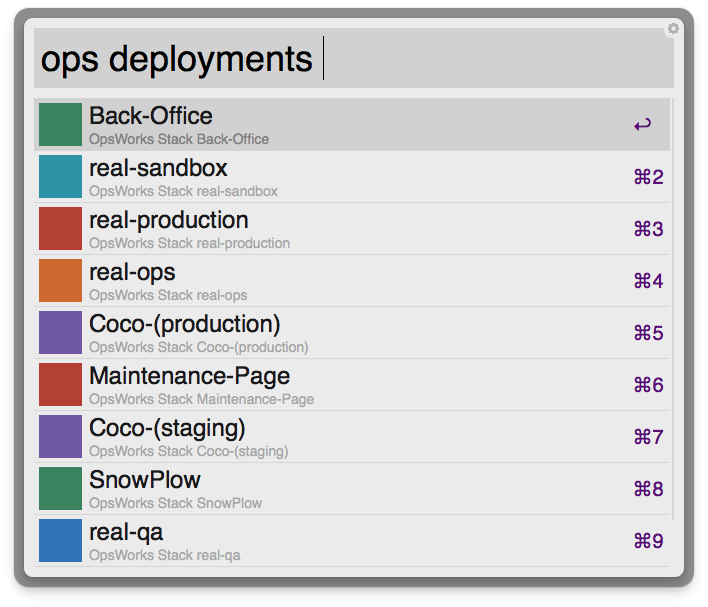 ops deployments
Back-Office
OpsWorks Stack Back-Office
↩
real-sandbox
OpsWorks Stack real-sandbox
⌘2
real-production
OpsWorks Stack real-production
⌘3
real-ops
OpsWorks Stack real-ops
⌘4
Coco-(production)
OpsWorks Stack Coco-(production)
⌘5
Maintenance-Page
OpsWorks Stack Maintenance-Page
⌘6
Coco-(staging)
OpsWorks Stack Coco-(staging)
⌘7
SnowPlow
OpsWorks Stack SnowPlow
⌘8
real-qa
OpsWorks Stack real-qa
⌘9